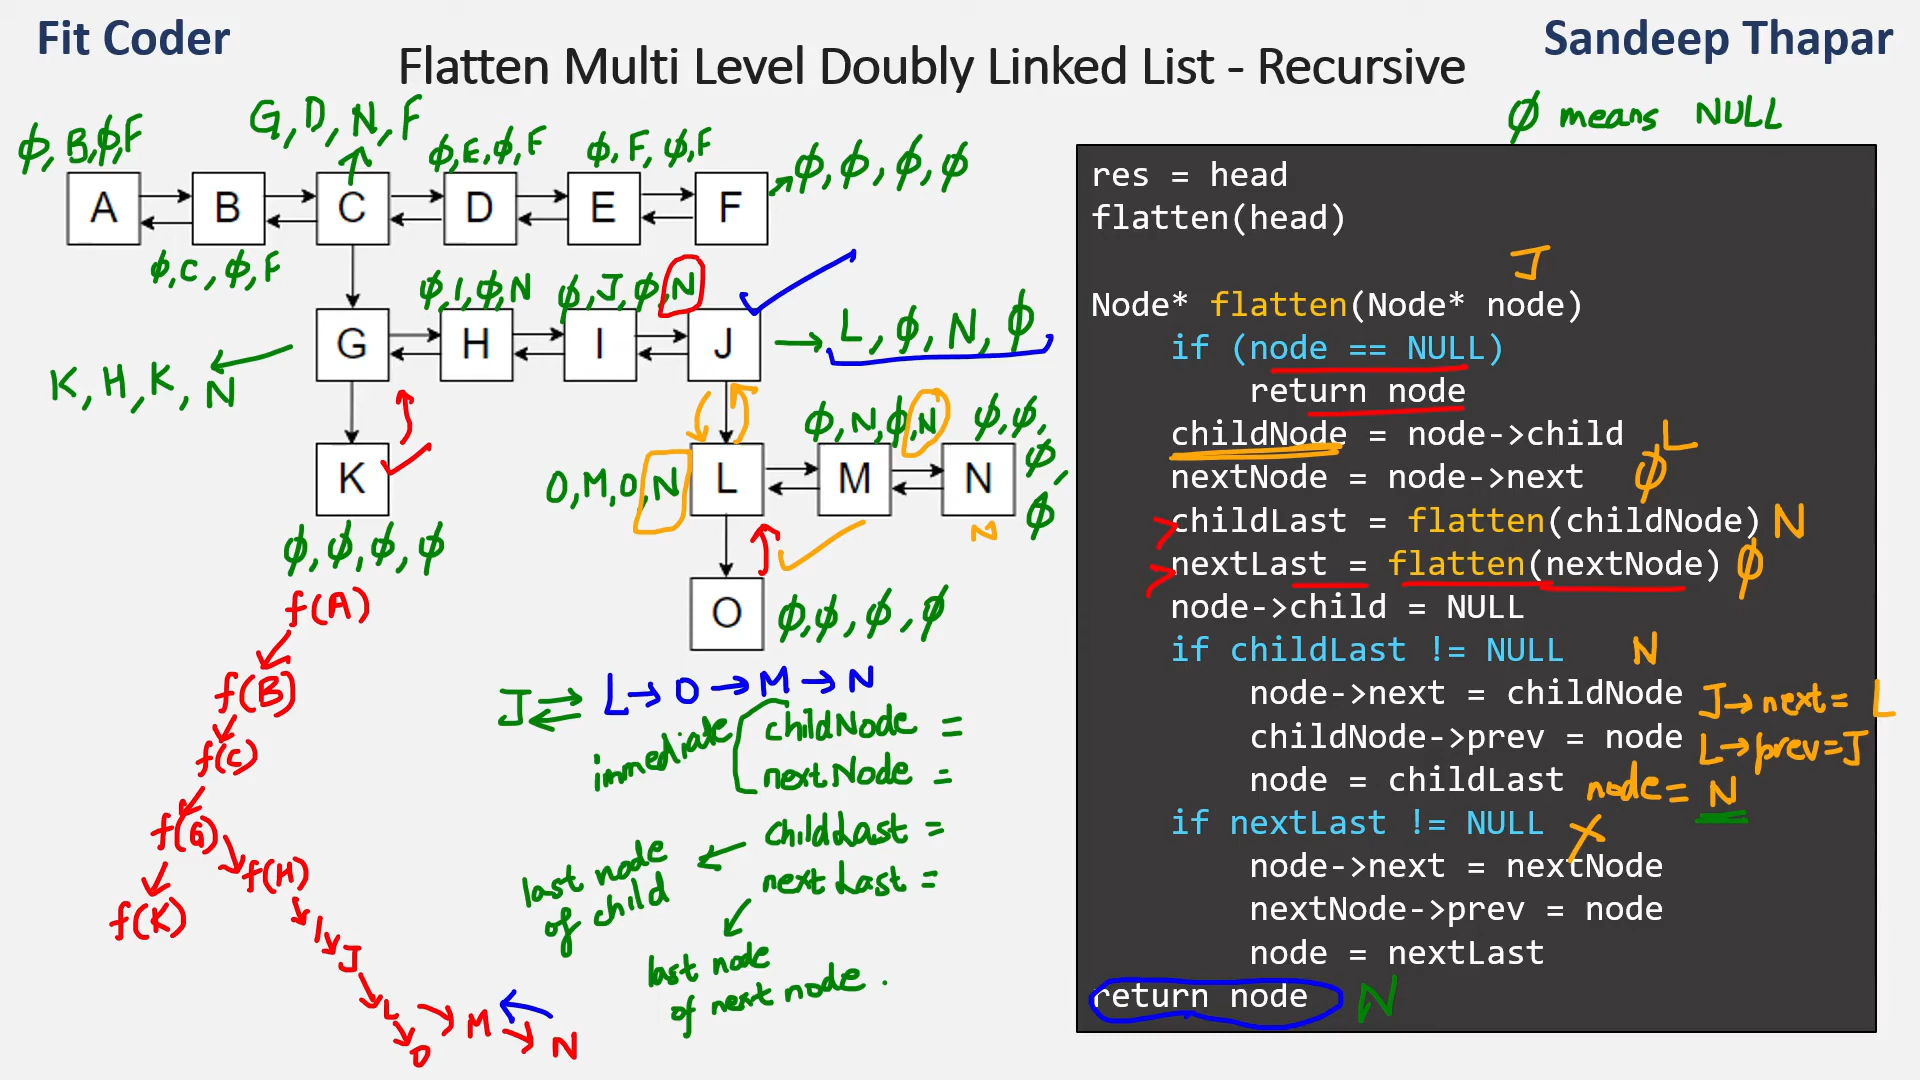 Fit Coder
Sandeep Thapar
Flatten Multi Level Doubly Linked List - Recursive
ϕ means NULL
G, D, N, F
ϕ, B, ϕ, F
ϕ, E, ϕ, F
ϕ, F, ϕ, F
ϕ, ϕ, ϕ, ϕ
A B C D E F
ϕ, C, ϕ, F
ϕ, I, ϕ, N
ϕ, J, ϕ, N
L, ϕ, N, ϕ
G H I J
K, H, K, N
ϕ, N, ϕ, N
ϕ, ϕ, ϕ, ϕ
O, M, O, N
K L M N
N
ϕ, ϕ, ϕ, ϕ
O
ϕ, ϕ, ϕ, ϕ
f(A)
f(B)
f(C)
f(G)
f(H)
f(K)
I
J
L
M
N
O
J ⇌ L → O → M → N
immediate
childNode =
nextNode =
childLast =
nextLast =
last node
of child
last node
of next node.
res = head
flatten(head)
J
Node* flatten(Node* node)
if (node == NULL)
return node
childNode = node->child L
nextNode = node->next ϕ
childLast = flatten(childNode) N
nextLast = flatten(nextNode) ϕ
node->child = NULL
if childLast != NULL N
node->next = childNode J→next = L
childNode->prev = node L→prev=J
node = childLast node = N
if nextLast != NULL ×
node->next = nextNode
nextNode->prev = node
node = nextLast
return node N